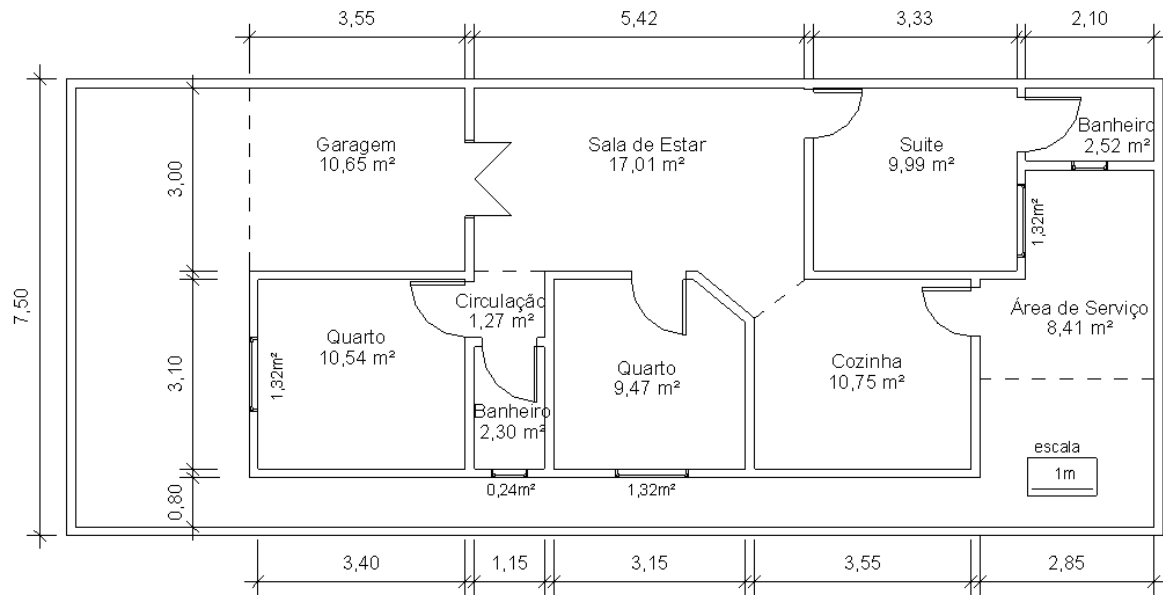 3,55
5,42
3,33
2,10
Garagem
10,65 m²
Sala de Estar
17,01 m²
Suite
9,99 m²
Banheiro
2,52 m²
3,00
1,32m²
7,50
Circulação
1,27 m²
Área de Serviço
8,41 m²
Quarto
10,54 m²
1,32m²
3,10
Quarto
9,47 m²
Cozinha
10,75 m²
Banheiro
2,30 m²
escala
1m
0,80
0,24m²
1,32m²
3,40
1,15
3,15
3,55
2,85